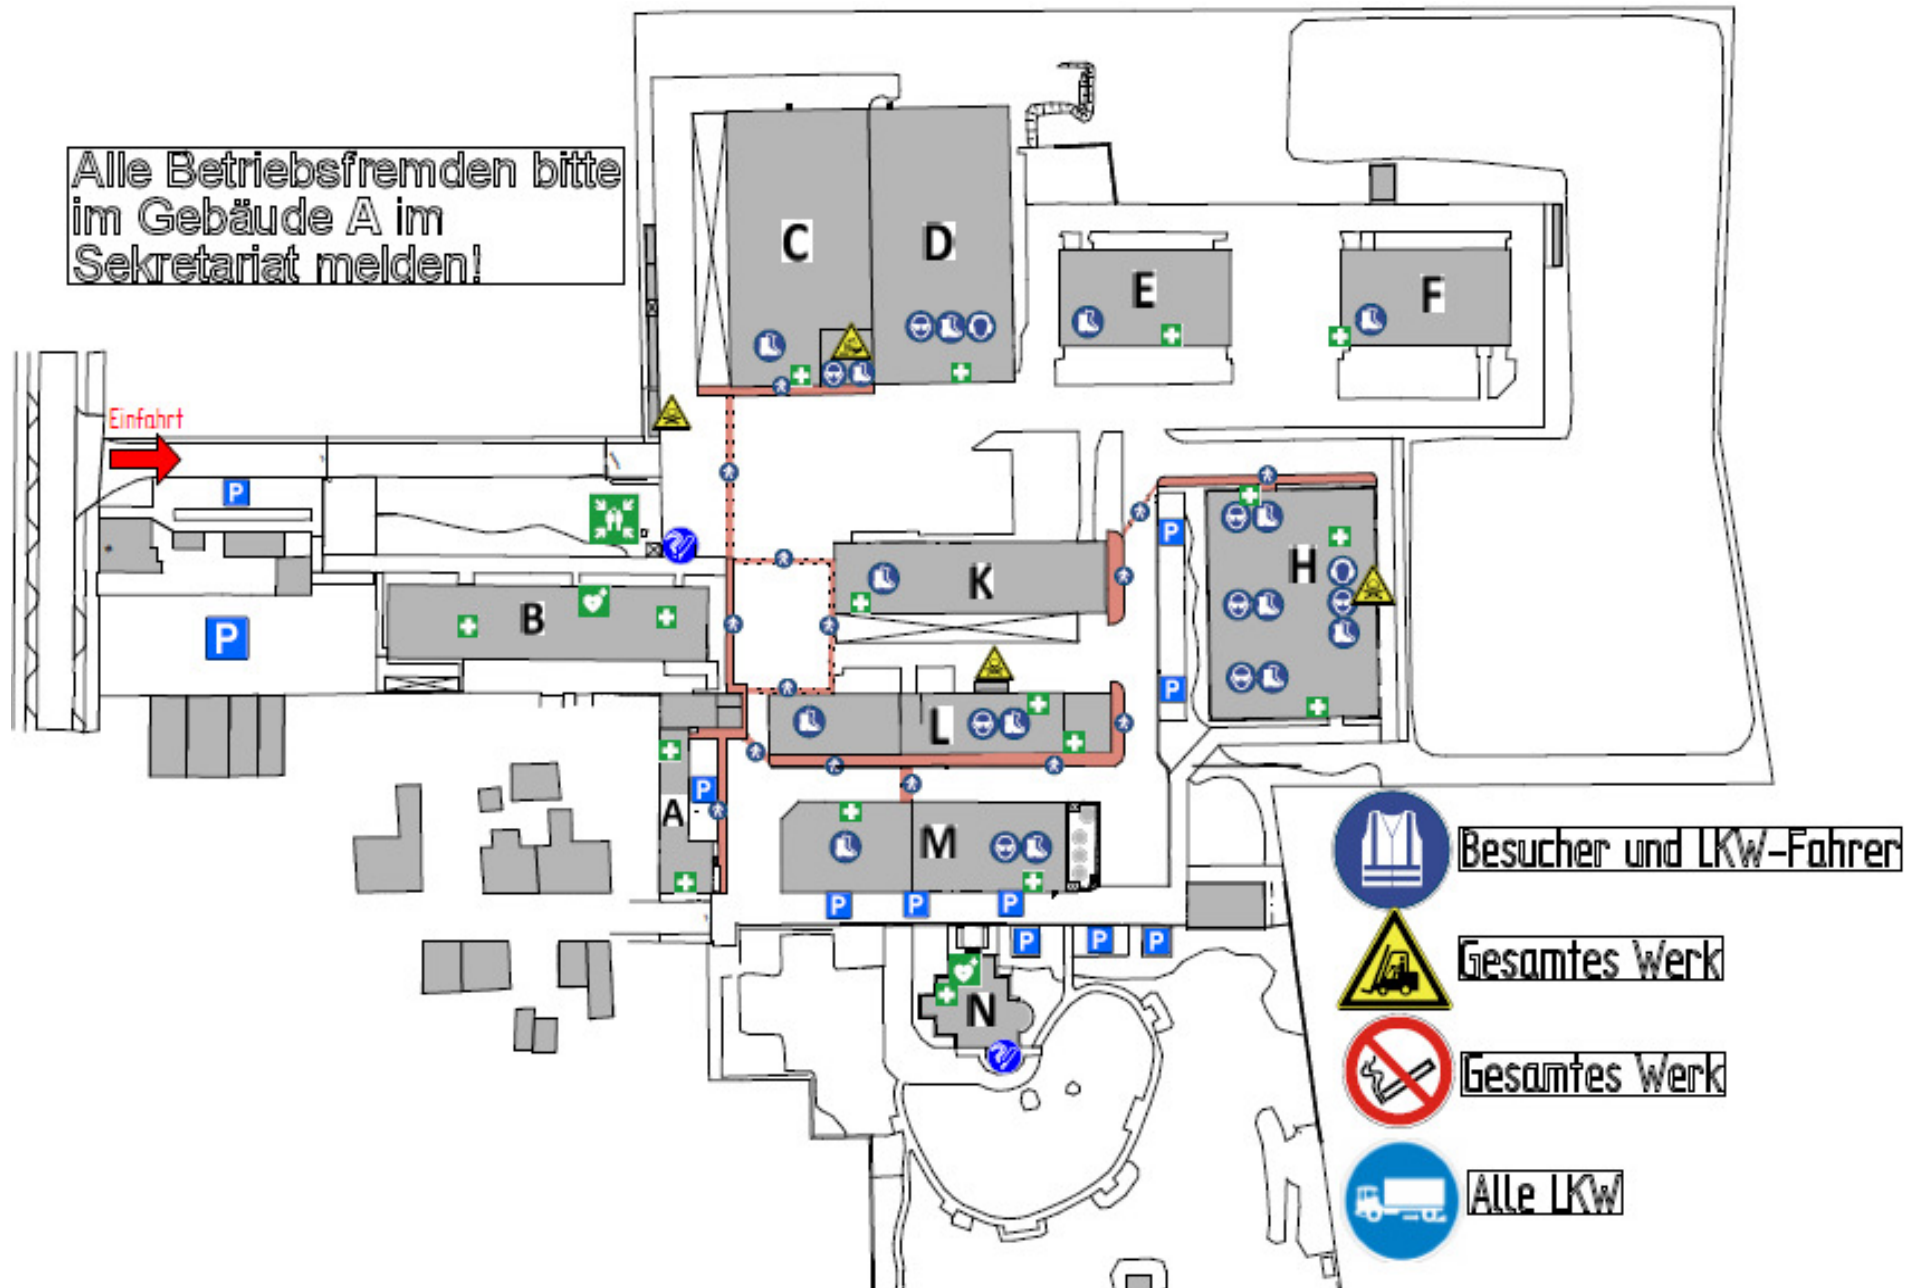 Alle Betriebsfremden bitte
im Gebäude A im
Sekretariat melden!
C
D
E
F
Einfahrt
P
K
P
H
B
P
P
L
P
A
M
P
P
P
P
P
P
N
Besucher und LKW-Fahrer
Gesamtes Werk
Gesamtes Werk
Alle LKW